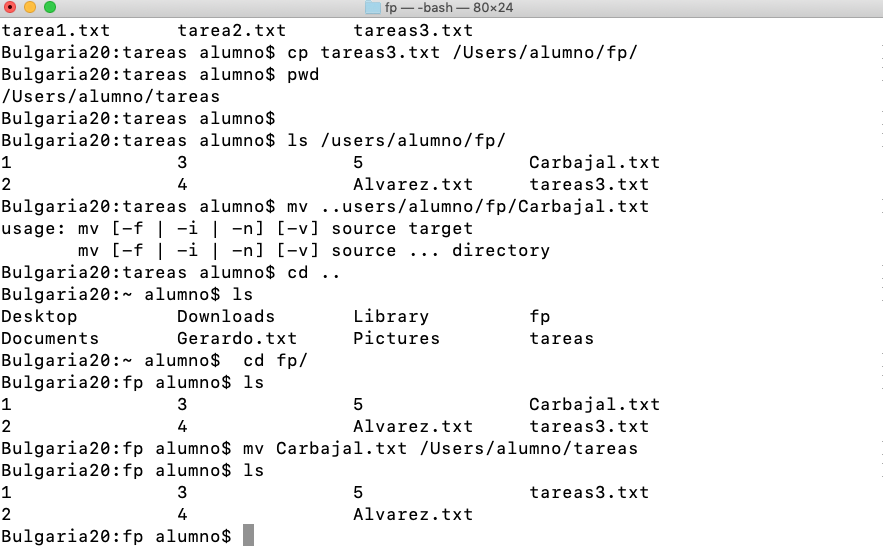 fp — -bash — 80×24
tarea1.txt      tarea2.txt      tareas3.txt
Bulgaria20:tareas alumno$ cp tareas3.txt /Users/alumno/fp/
Bulgaria20:tareas alumno$ pwd
/Users/alumno/tareas
Bulgaria20:tareas alumno$
Bulgaria20:tareas alumno$ ls /users/alumno/fp/
1               3               5               Carbajal.txt
2               4               Alvarez.txt     tareas3.txt
Bulgaria20:tareas alumno$ mv ..users/alumno/fp/Carbajal.txt
usage: mv [-f | -i | -n] [-v] source target
       mv [-f | -i | -n] [-v] source ... directory
Bulgaria20:tareas alumno$ cd ..
Bulgaria20:~ alumno$ ls
Desktop         Downloads       Library         fp
Documents       Gerardo.txt     Pictures        tareas
Bulgaria20:~ alumno$  cd fp/
Bulgaria20:fp alumno$ ls
1               3               5               Carbajal.txt
2               4               Alvarez.txt     tareas3.txt
Bulgaria20:fp alumno$ mv Carbajal.txt /Users/alumno/tareas
Bulgaria20:fp alumno$ ls
1               3               5               tareas3.txt
2               4               Alvarez.txt
Bulgaria20:fp alumno$